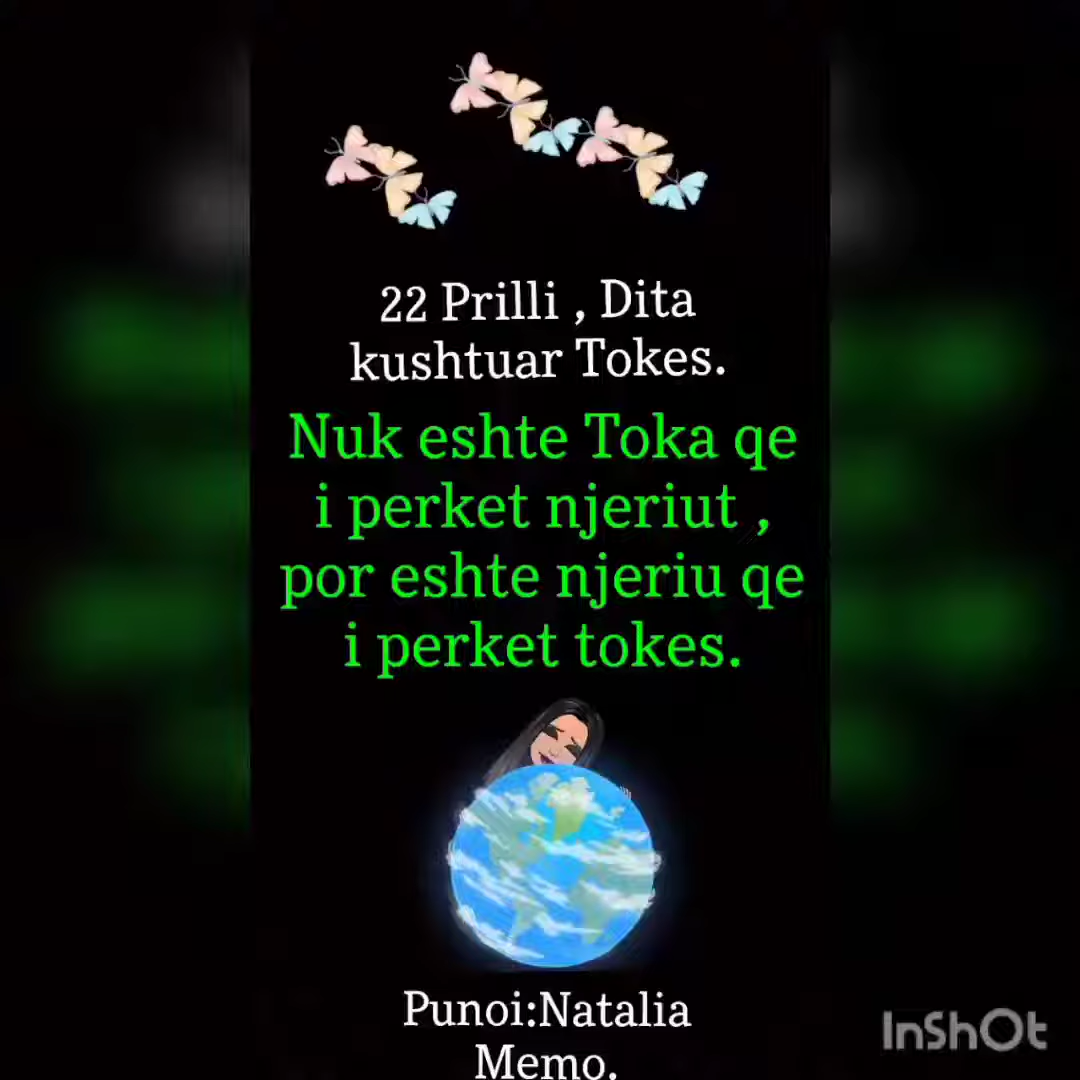 22 Prilli , Dita
kushtuar Tokes.
Nuk eshte Toka qe
i perket njeriut ,
por eshte njeriu qe
i perket tokes.
Punoi:Natalia
Memo.
InShOt